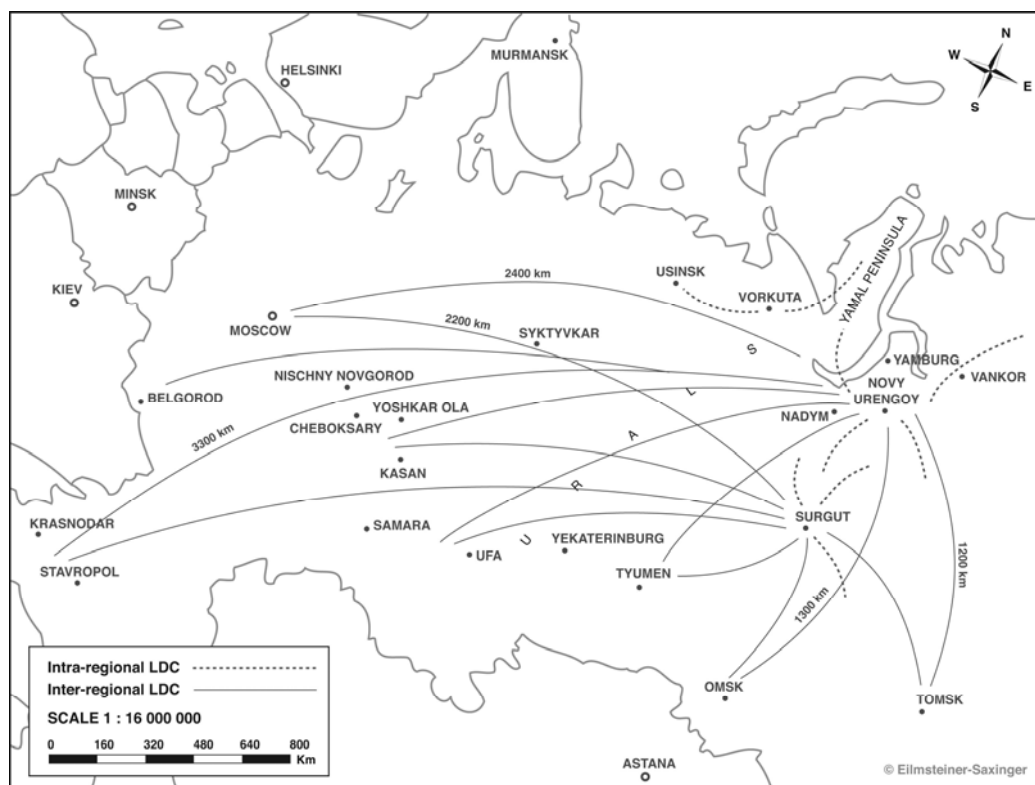 MURMANSK
N
W
E
S
HELSINKI
MINSK
KIEV
MOSCOW
2400 km
2200 km
USINSK
VORKUTA
YAMAL PENINSULA
SYKTYVKAR
YAMBURG
VANKOR
NOVY
URENGOY
NADYM
NISCHNY NOVGOROD
BELGOROD
YOSHKAR OLA
CHEBOKSARY
3300 km
KASAN
U R A L S
KRASNODAR
STAVROPOL
SAMARA
UFA
YEKATERINBURG
TYUMEN
SURGUT
1200 km
1300 km
OMSK
TOMSK
ASTANA
Intra-regional LDC
Inter-regional LDC
SCALE 1 : 16 000 000
0 160 320 480 640 800
Km
© Eilmsteiner-Saxinger